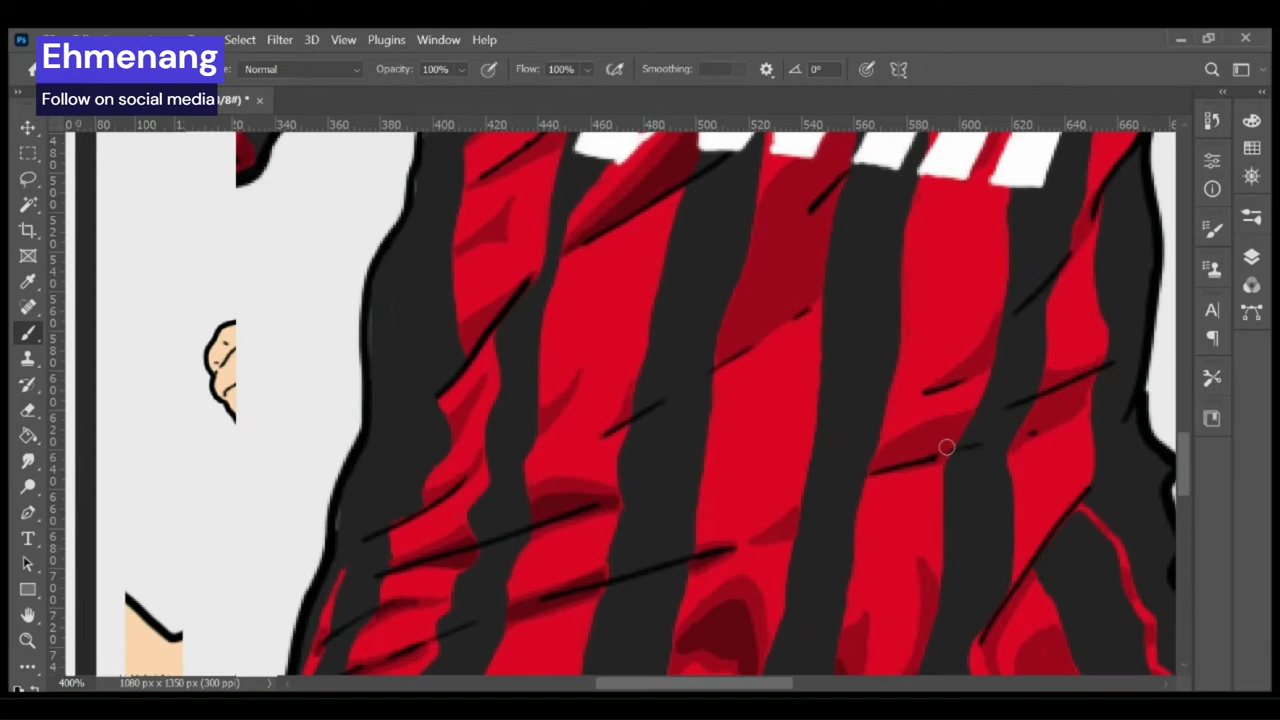 Ehmenang
Follow on social media
Ps
Select Filter 3D View Plugins Window Help
Normal Opacity: 100% Flow: 100% Smoothing: 0°
/8#) * ×
340 360 380 400 420 440 460 480 500 520 540 560 580 600 620 640 660
400% 1080 px x 1350 px (300 ppi)